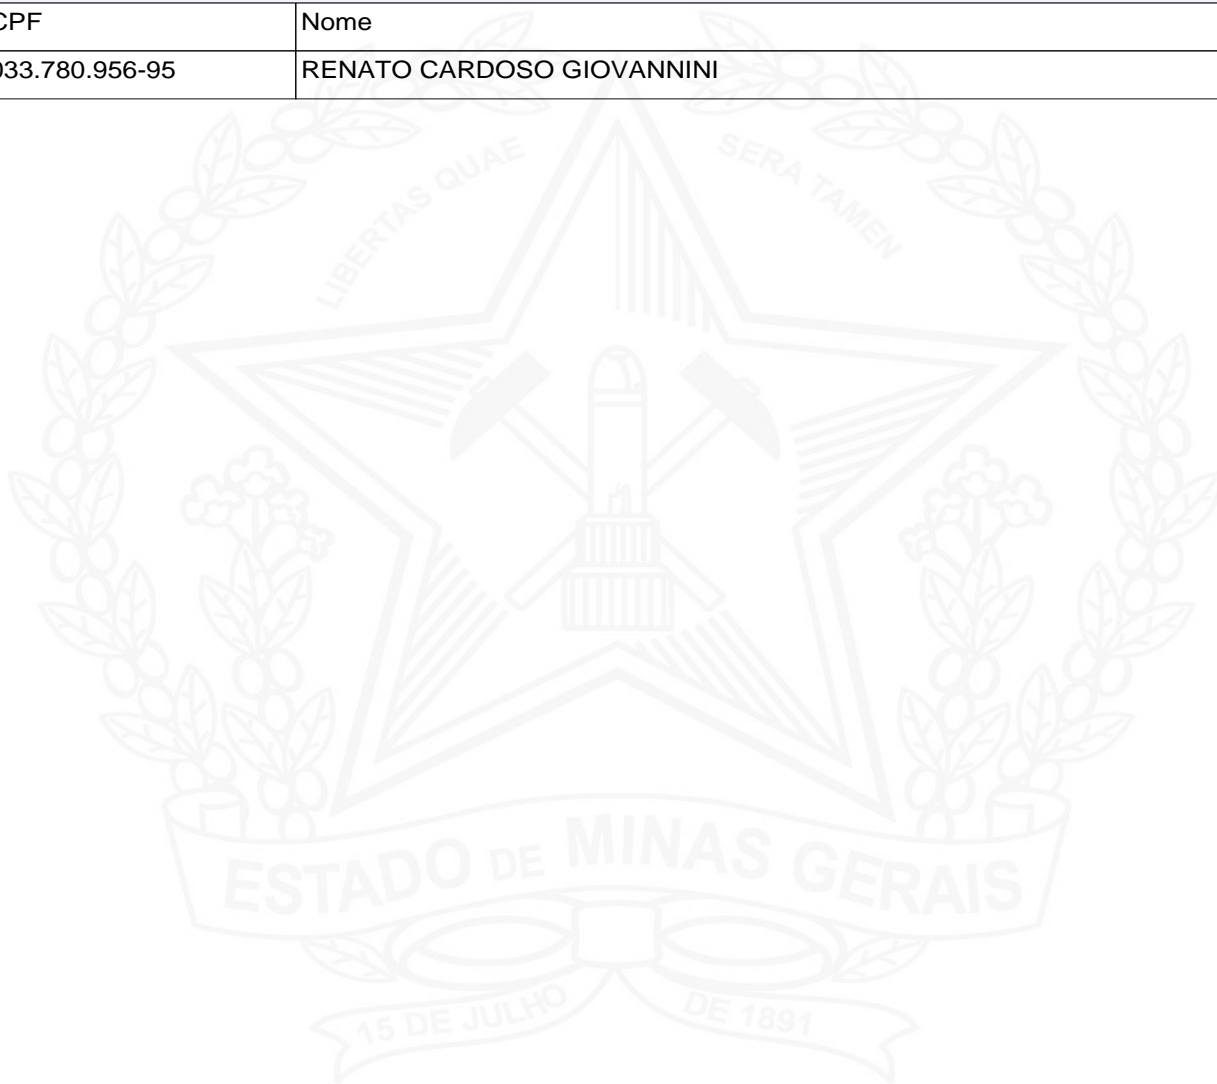 CPF Nome
033.780.956-95 RENATO CARDOSO GIOVANNINI
LIBERTAS QUAE SERA TAMEN
ESTADO DE MINAS GERAIS
15 DE JULHO DE 1891